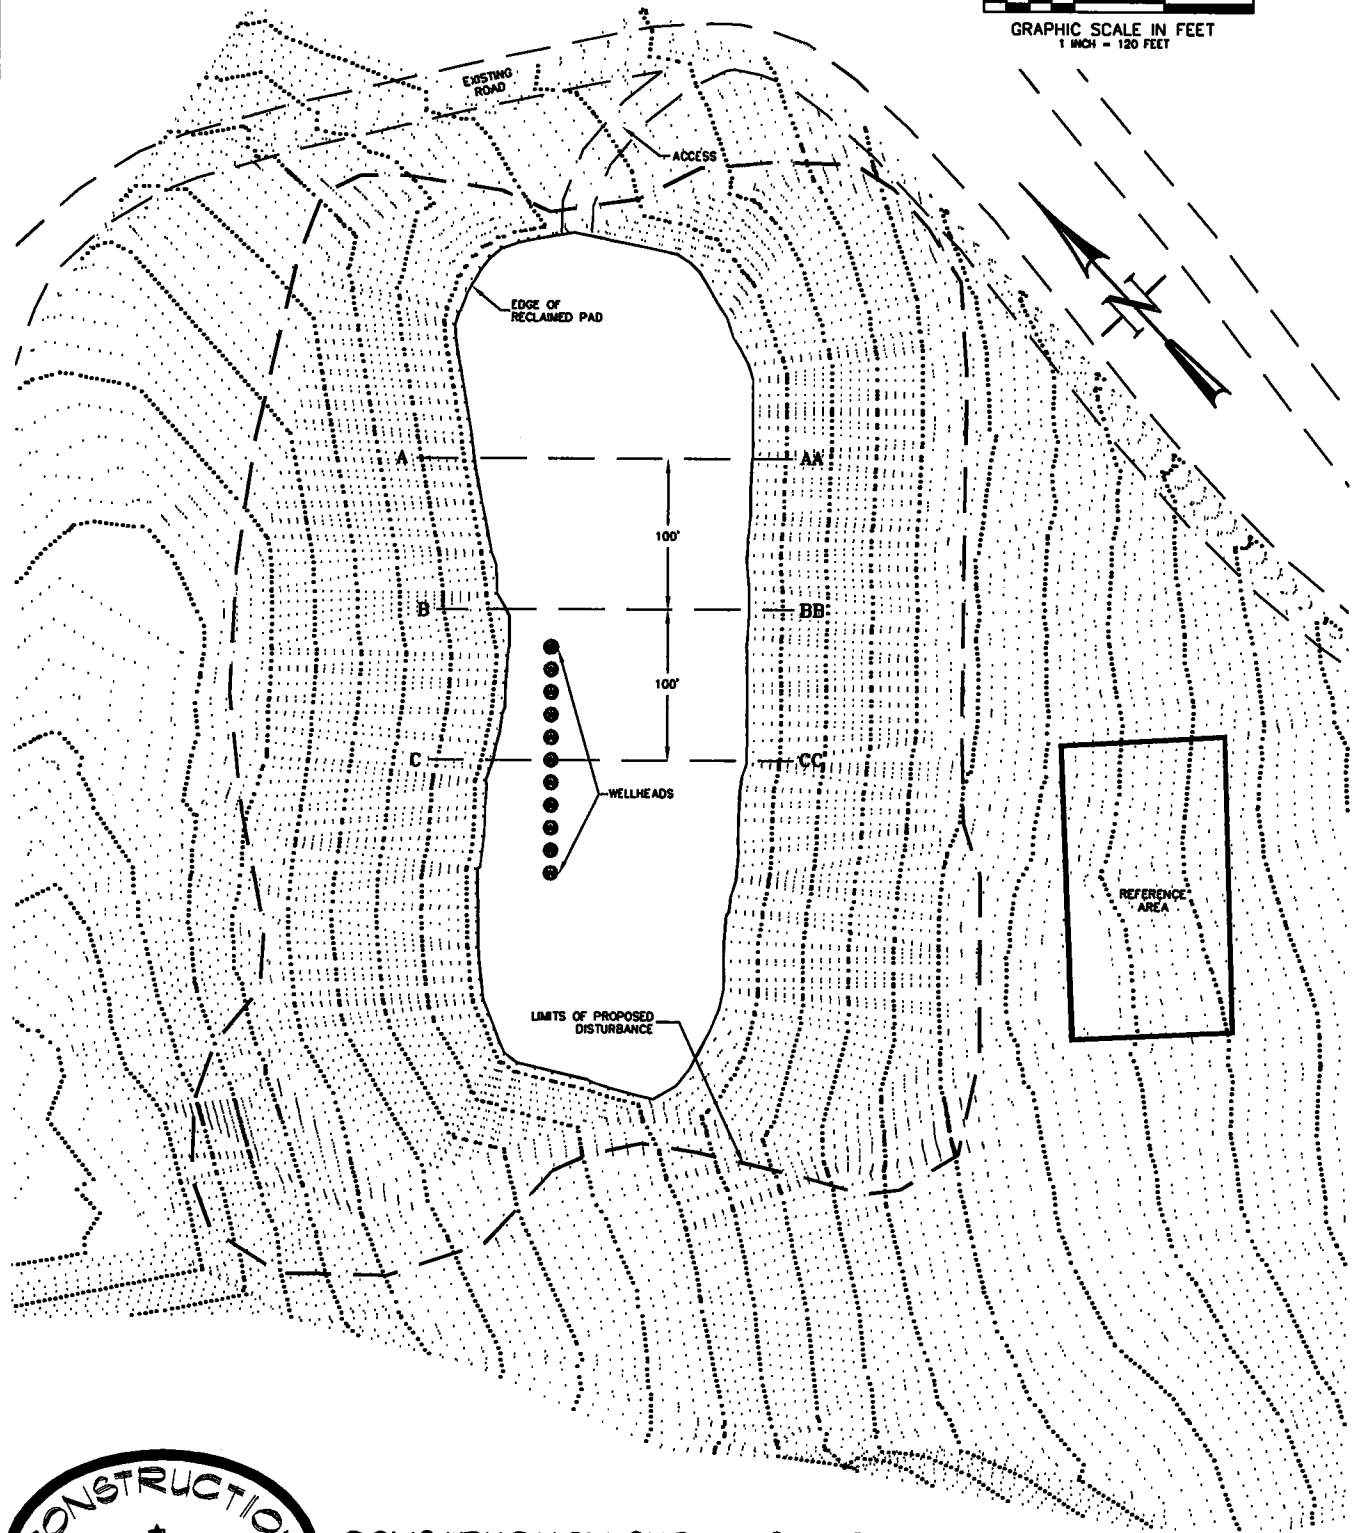 GRAPHIC SCALE IN FEET
1 INCH = 120 FEET
EXISTING
ROAD
ACCESS
N
EDGE OF
RECLAIMED PAD
A
AA
100'
B
BB
100'
C
CC
WELLHEADS
REFERENCE
AREA
LIMITS OF PROPOSED
DISTURBANCE